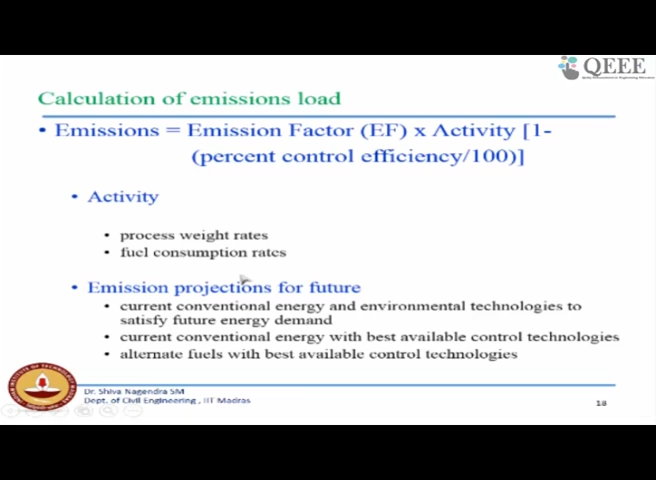 QEEE
Calculation of emissions load
• Emissions = Emission Factor (EF) x Activity [1-
(percent control efficiency/100)]
• Activity
• process weight rates
• fuel consumption rates
• Emission projections for future
• current conventional energy and environmental technologies to
satisfy future energy demand
• current conventional energy with best available control technologies
• alternate fuels with best available control technologies
Dr. Shiva Nagendra SM
Dept. of Civil Engineering , IIT Madras
18